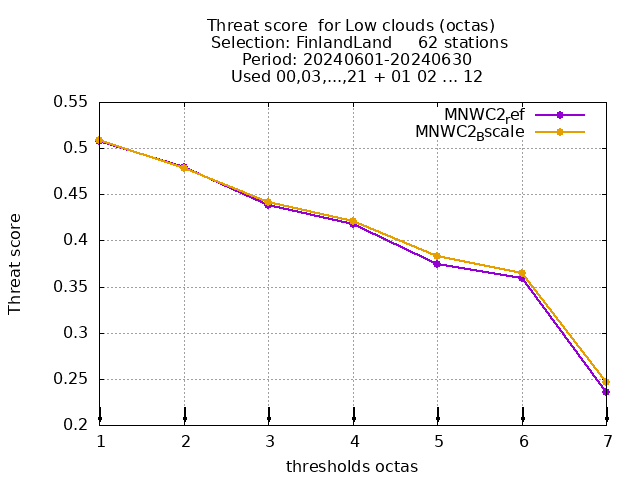 Threat score  for Low clouds (octas)
Selection: FinlandLand     62 stations
Period: 20240601-20240630
Used 00,03,...,21 + 01 02 ... 12
MNWC2ref
MNWC2Bscale
0.55
0.5
0.45
0.4
0.35
0.3
0.25
0.2
Threat score
1 2 3 4 5 6 7
thresholds octas